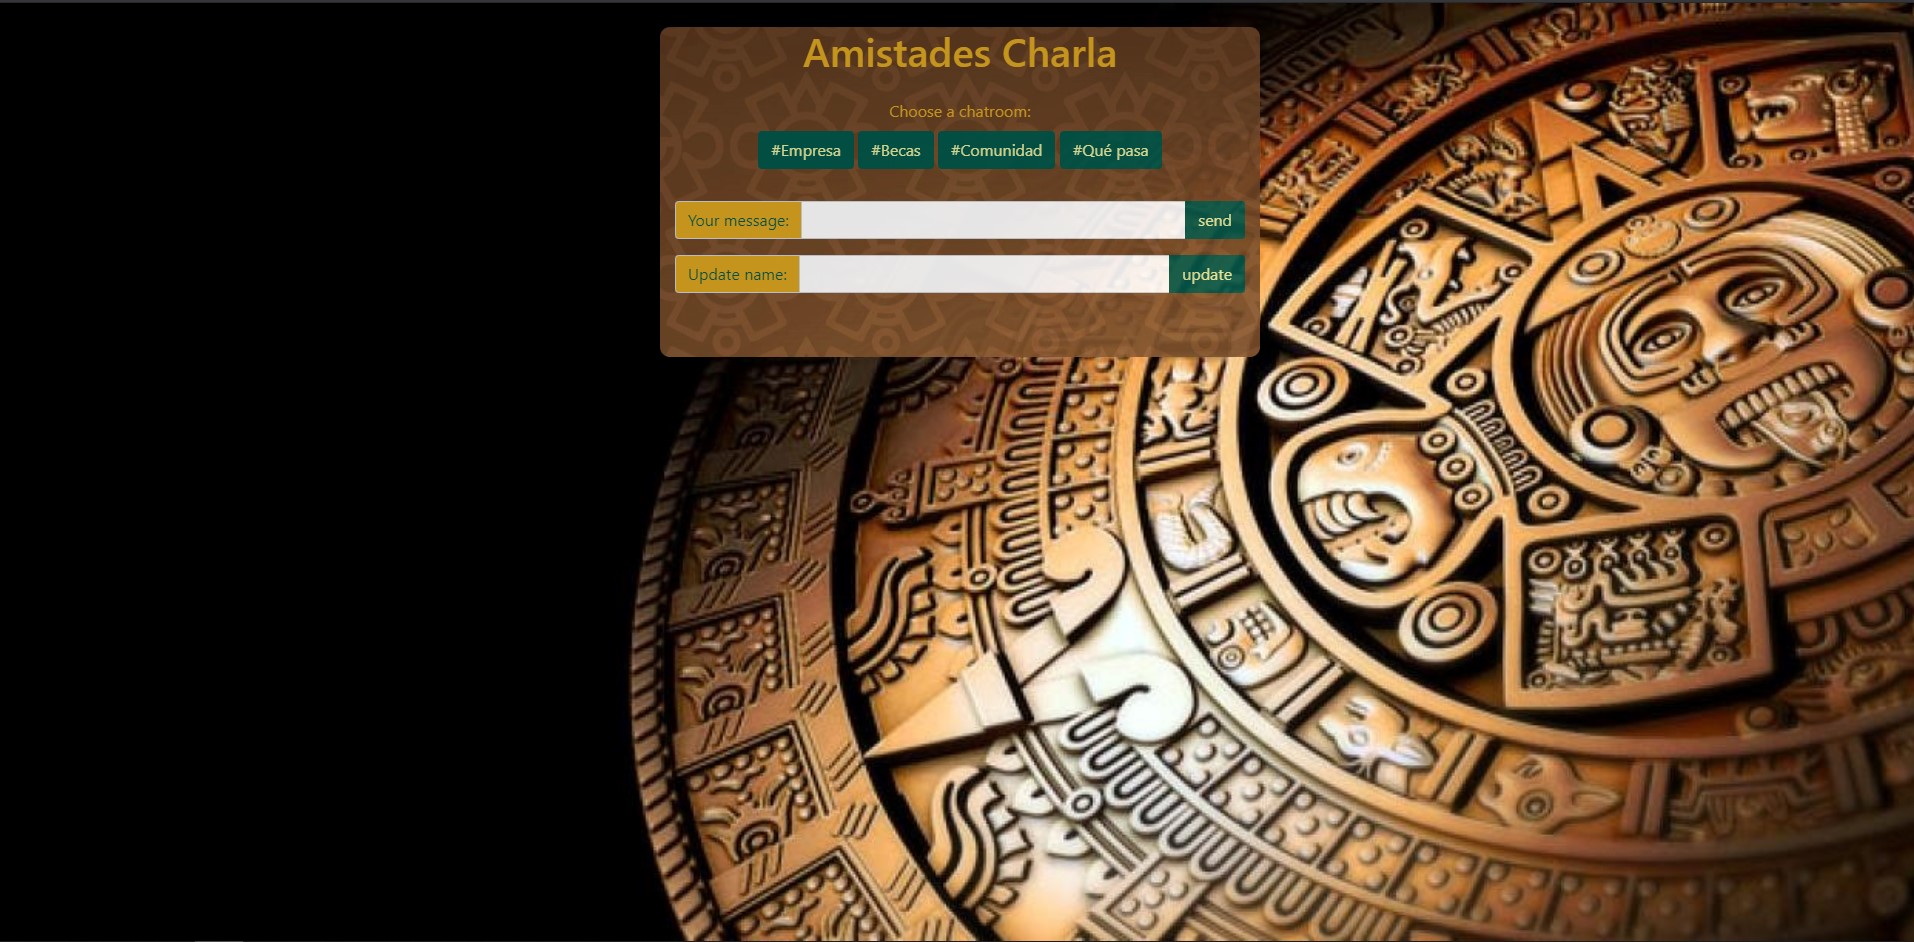 Amistades Charla
Choose a chatroom:
#Empresa #Becas #Comunidad #Qué pasa
Your message: send
Update name: update